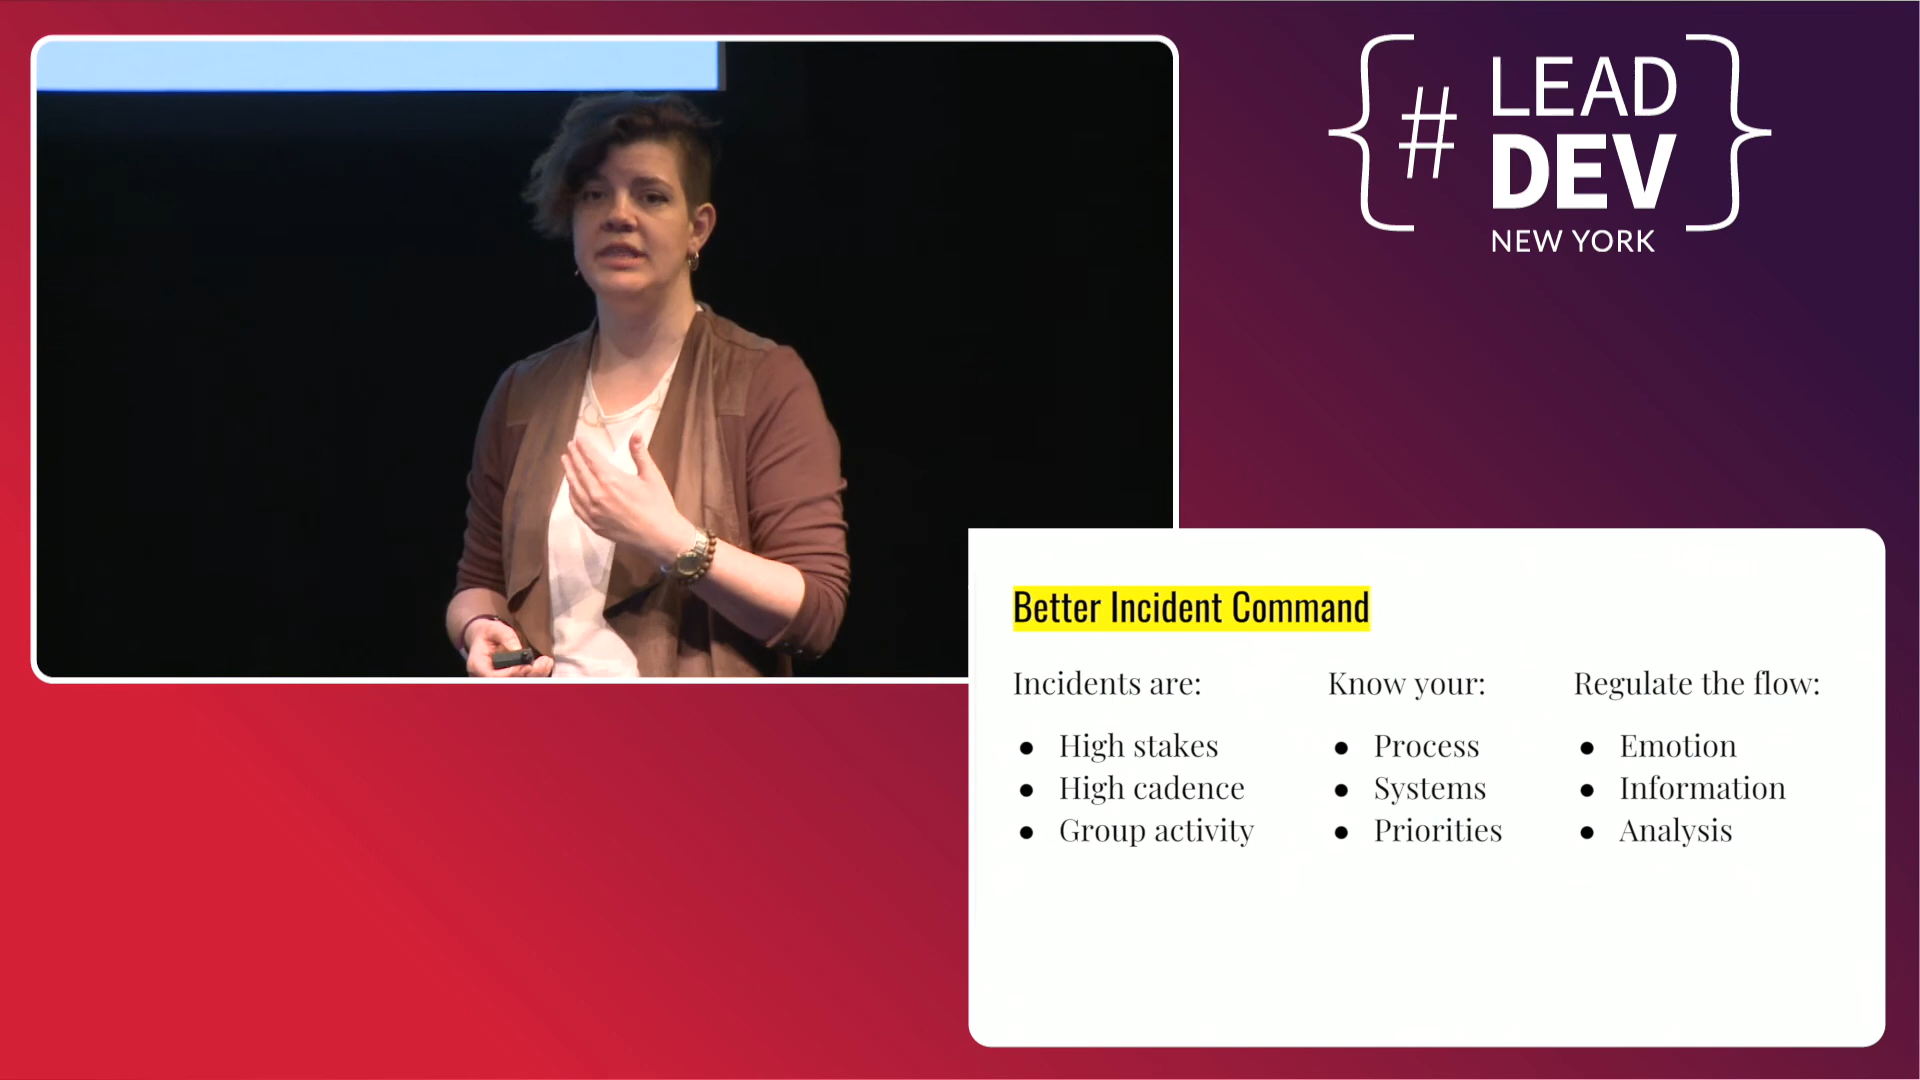 {# LEAD
DEV
NEW YORK
Better Incident Command
Incidents are:
● High stakes
● High cadence
● Group activity
Know your:
● Process
● Systems
● Priorities
Regulate the flow:
● Emotion
● Information
● Analysis